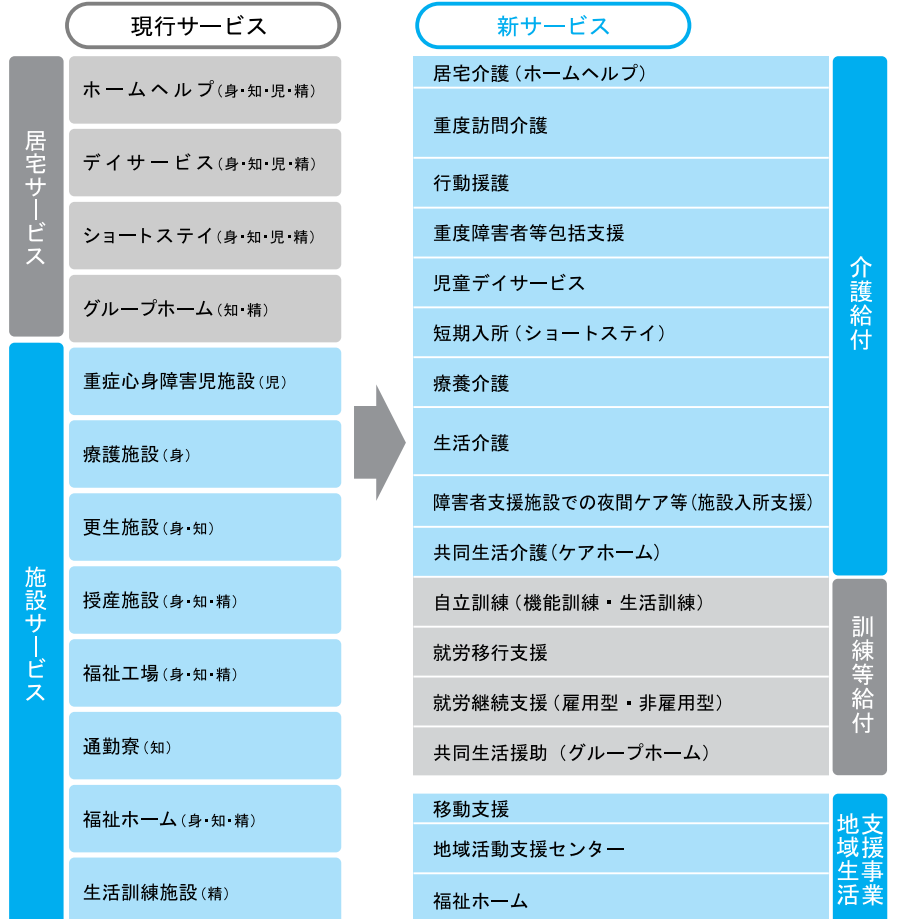 現行サービス
居宅サービス
ホームヘルプ(身・知・児・精)
デイサービス(身・知・児・精)
ショートステイ(身・知・児・精)
グループホーム(知・精)
施設サービス
重症心身障害児施設(児)
療護施設(身)
更生施設(身・知)
授産施設(身・知・精)
福祉工場(身・知・精)
通勤寮(知)
福祉ホーム(身・知・精)
生活訓練施設(精)
新サービス
居宅介護(ホームヘルプ)
重度訪問介護
行動援護
重度障害者等包括支援
児童デイサービス
短期入所(ショートステイ)
療養介護
生活介護
障害者支援施設での夜間ケア等(施設入所支援)
共同生活介護(ケアホーム)
介護給付
自立訓練(機能訓練・生活訓練)
就労移行支援
就労継続支援(雇用型・非雇用型)
共同生活援助(グループホーム)
訓練等給付
移動支援
地域活動支援センター
福祉ホーム
地域生活
支援事業